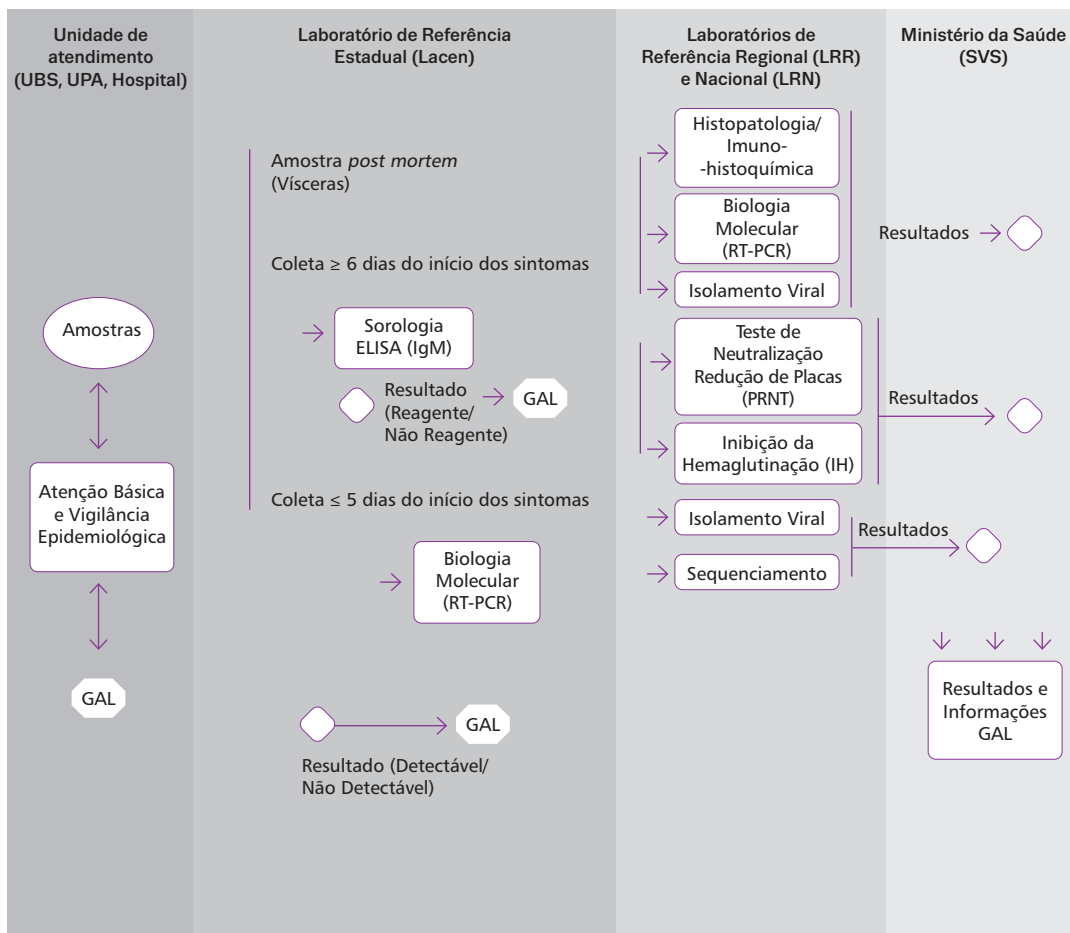 Unidade de
atendimento
(UBS, UPA, Hospital)
Laboratório de Referência
Estadual (Lacen)
Laboratórios de
Referência Regional (LRR)
e Nacional (LRN)
Ministério da Saúde
(SVS)
Amostras
Atenção Básica
e Vigilância
Epidemiológica
GAL
Amostra post mortem
(Vísceras)
Coleta ≥ 6 dias do início dos sintomas
Sorologia
ELISA (IgM)
Resultado
(Reagente/
Não Reagente)
GAL
Coleta ≤ 5 dias do início dos sintomas
Biologia
Molecular
(RT-PCR)
GAL
Resultado (Detectável/
Não Detectável)
Histopatologia/
Imuno-
-histoquímica
Biologia
Molecular
(RT-PCR)
Isolamento Viral
Teste de
Neutralização
Redução de Placas
(PRNT)
Inibição da
Hemaglutinação (IH)
Isolamento Viral
Sequenciamento
Resultados
Resultados
Resultados
Resultados e
Informações
GAL